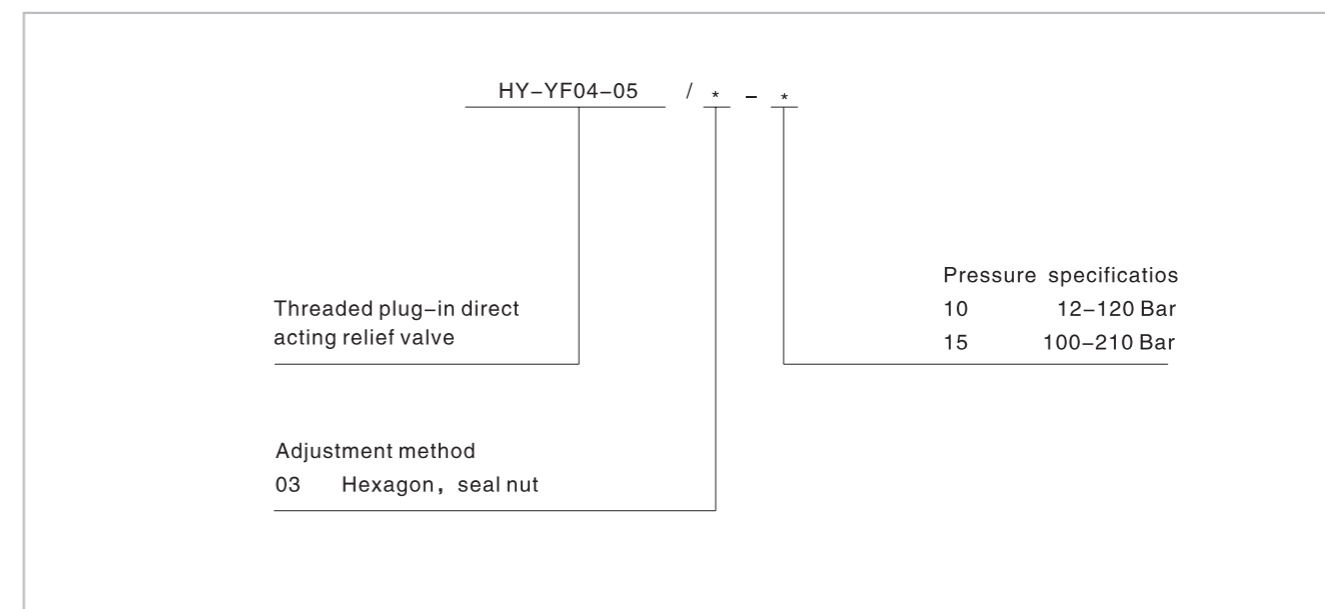 HY–YF04–05 / * – *
Threaded plug–in direct
acting relief valve
Adjustment method
03 Hexagon, seal nut
Pressure specificatios
10 12–120 Bar
15 100–210 Bar